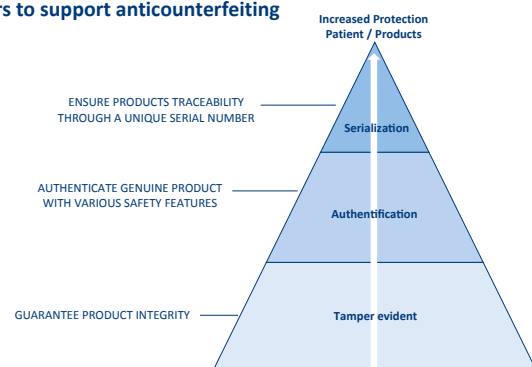 rs to support anticounterfeiting
Increased Protection
Patient / Products
ENSURE PRODUCTS TRACEABILITY
THROUGH A UNIQUE SERIAL NUMBER
Serialization
AUTHENTICATE GENUINE PRODUCT
WITH VARIOUS SAFETY FEATURES
Authentification
GUARANTEE PRODUCT INTEGRITY
Tamper evident